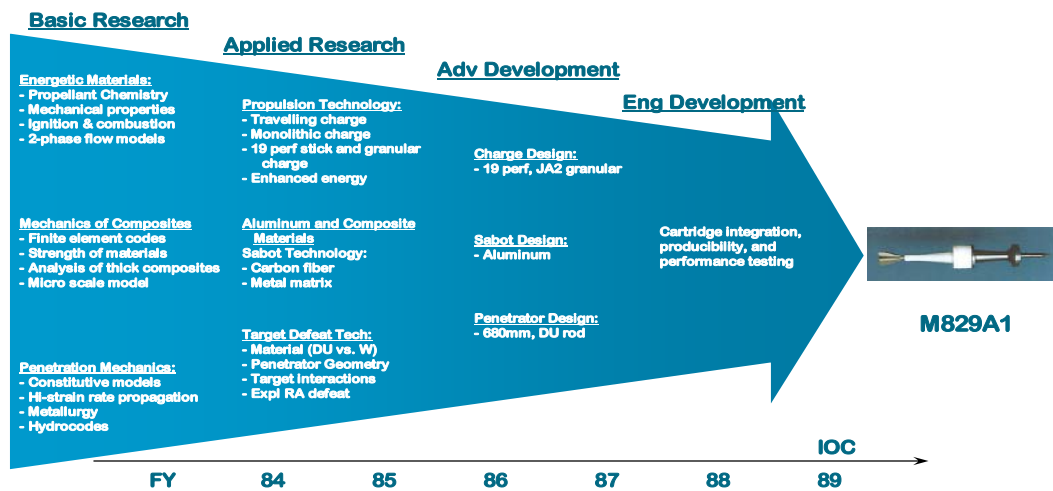 Basic Research
Applied Research
Adv Development
Eng Development
Energetic Materials:
- Propellant Chemistry
- Mechanical properties
- Ignition & combustion
- 2-phase flow models
Mechanics of Composites
- Finite element codes
- Strength of materials
- Analysis of thick composites
- Micro scale model
Penetration Mechanics:
- Constitutive models
- Hi-strain rate propagation
- Metallurgy
- Hydrocodes
Propulsion Technology:
- Travelling charge
- Monolithic charge
- 19 perf stick and granular
charge
- Enhanced energy
Aluminum and Composite
Materials
Sabot Technology:
- Carbon fiber
- Metal matrix
Target Defeat Tech:
- Material (DU vs. W)
- Penetrator Geometry
- Target interactions
- Expl RA defeat
Charge Design:
- 19 perf, JA2 granular
Sabot Design:
- Aluminum
Penetrator Design:
- 680mm, DU rod
Cartridge integration,
producibility, and
performance testing
M829A1
IOC
FY 84 85 86 87 88 89